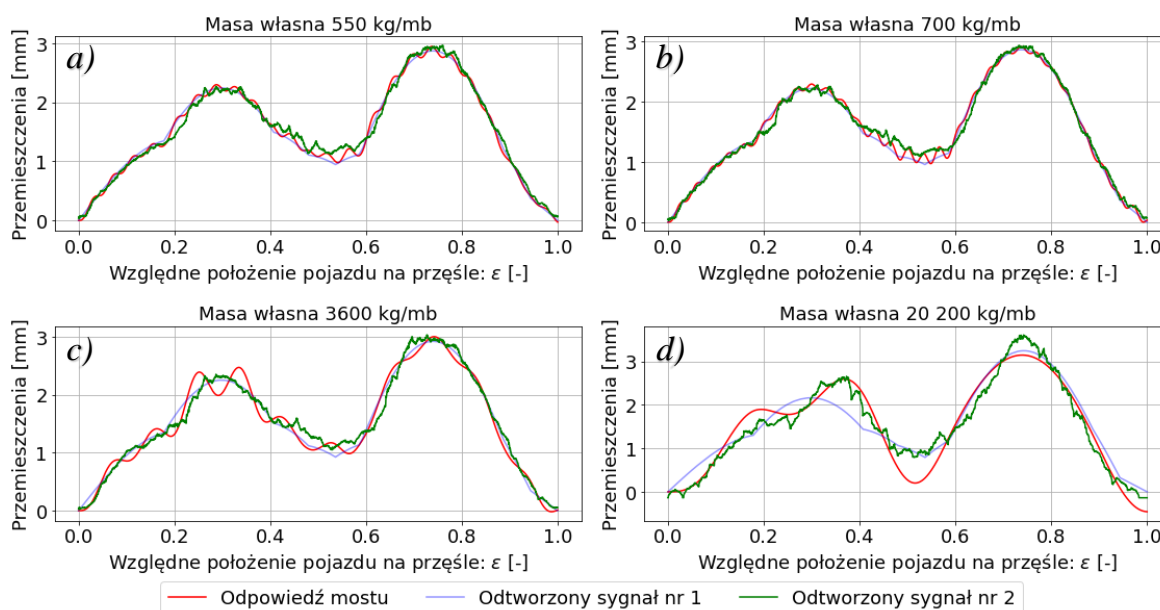 Masa własna 550 kg/mb
a)
Przemieszczenia [mm]
3
2
1
0
0.0 0.2 0.4 0.6 0.8 1.0
Względne położenie pojazdu na przęśle: ε [-]
Masa własna 700 kg/mb
b)
Przemieszczenia [mm]
3
2
1
0
0.0 0.2 0.4 0.6 0.8 1.0
Względne położenie pojazdu na przęśle: ε [-]
Masa własna 3600 kg/mb
c)
Przemieszczenia [mm]
3
2
1
0
0.0 0.2 0.4 0.6 0.8 1.0
Względne położenie pojazdu na przęśle: ε [-]
Masa własna 20 200 kg/mb
d)
Przemieszczenia [mm]
3
2
1
0
0.0 0.2 0.4 0.6 0.8 1.0
Względne położenie pojazdu na przęśle: ε [-]
Odpowiedź mostu Odtworzony sygnał nr 1 Odtworzony sygnał nr 2